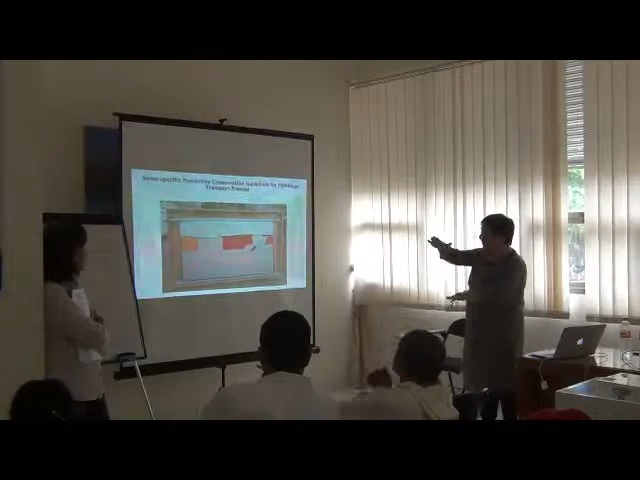 Some specific Preventive Conservation Guidelines for Paintings:
Transport Frames